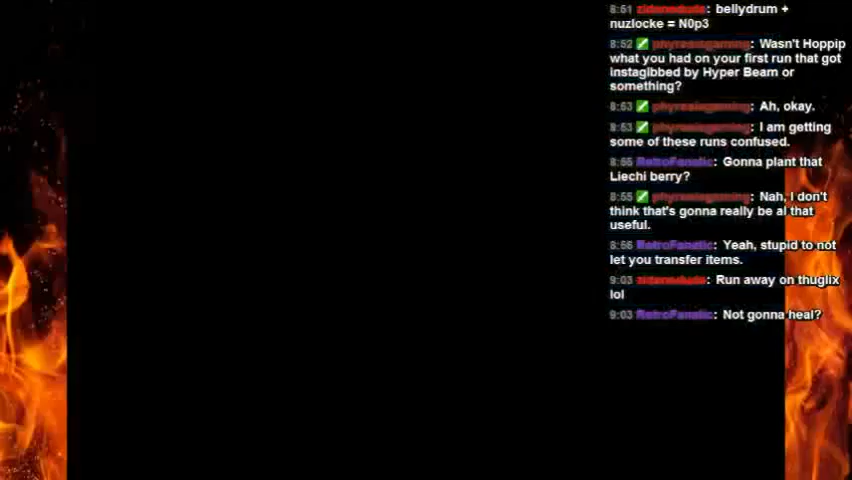 8:51 : bellydrum +
nuzlocke = N0p3
8:52 : Wasn't Hoppip
what you had on your first run that got
instagibbed by Hyper Beam or
something?
8:53 : Ah, okay.
8:53 : I am getting
some of these runs confused.
8:55 RetroFanatic: Gonna plant that
Liechi berry?
8:55 : Nah, I don't
think that's gonna really be al that
useful.
8:56 RetroFanatic: Yeah, stupid to not
let you transfer items.
9:03 : Run away on thuglix
lol
9:03 RetroFanatic: Not gonna heal?